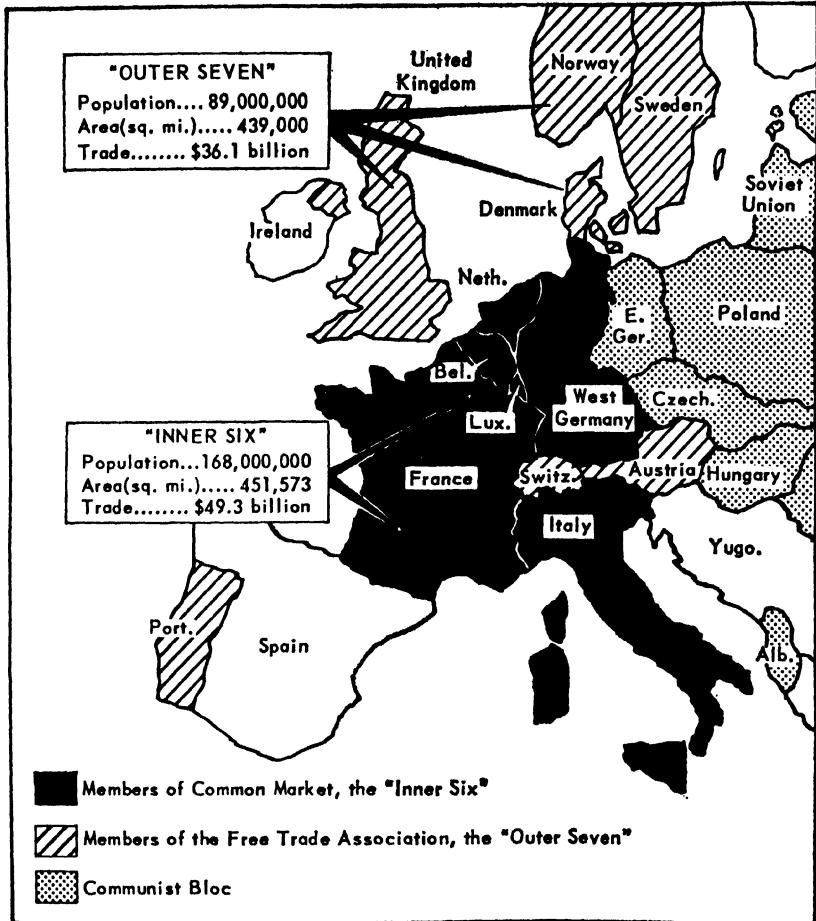 "OUTER SEVEN"
Population.... 89,000,000
Area(sq. mi.)..... 439,000
Trade........ $36.1 billion
United
Kingdom
Norway
Sweden
Soviet
Union
Denmark
Ireland
Neth.
E.
Ger.
Poland
Bel.
Lux.
West
Germany
Czech.
"INNER SIX"
Population...168,000,000
Area(sq. mi.)..... 451,573
Trade........ $49.3 billion
France
Switz.
Austria
Hungary
Italy
Yugo.
Port.
Spain
Alb.
Members of Common Market, the "Inner Six"
Members of the Free Trade Association, the "Outer Seven"
Communist Bloc